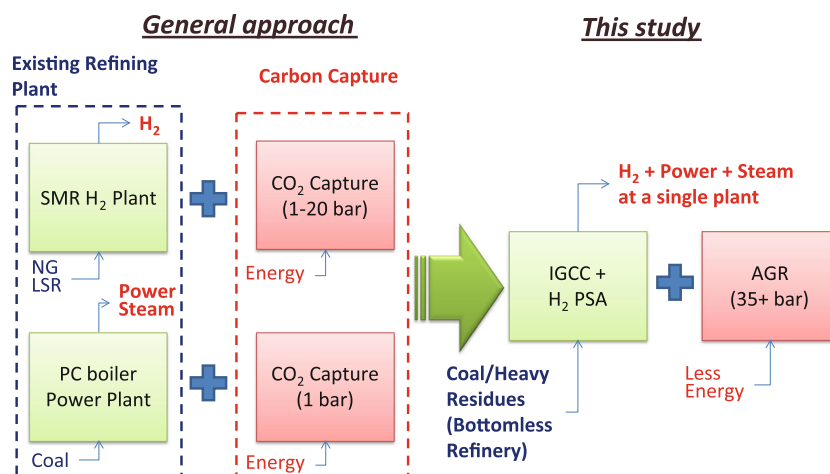 General approach
This study
Existing Refining
Plant
Carbon Capture
H₂
SMR H₂ Plant
CO₂ Capture
(1-20 bar)
NG
LSR
Energy
Power
Steam
PC boiler
Power Plant
CO₂ Capture
(1 bar)
Coal
Energy
H₂ + Power + Steam
at a single plant
IGCC +
H₂ PSA
AGR
(35+ bar)
Coal/Heavy
Residues
(Bottomless
Refinery)
Less
Energy